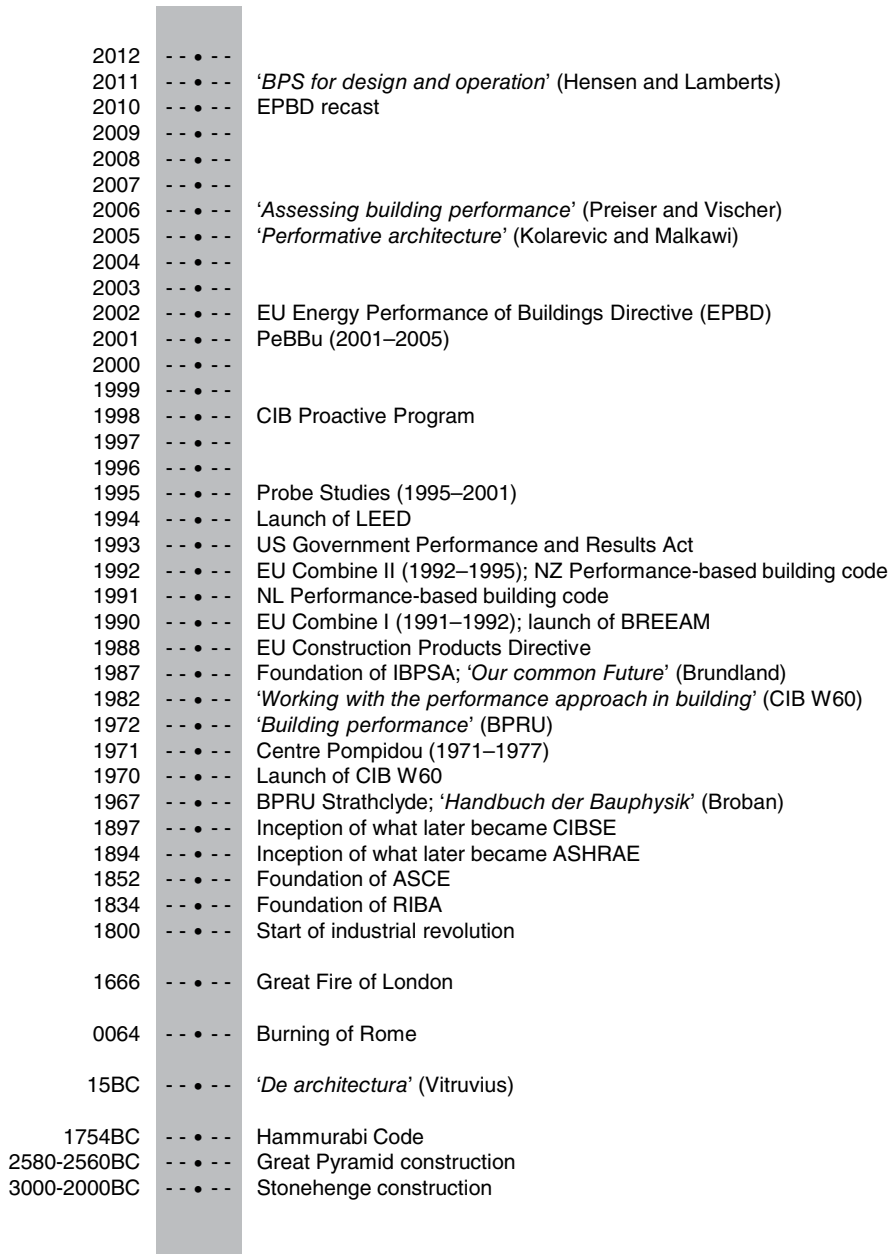 2012 - - • - -
2011 - - • - - ‘BPS for design and operation’ (Hensen and Lamberts)
2010 - - • - - EPBD recast
2009 - - • - -
2008 - - • - -
2007 - - • - -
2006 - - • - - ‘Assessing building performance’ (Preiser and Vischer)
2005 - - • - - ‘Performative architecture’ (Kolarevic and Malkawi)
2004 - - • - -
2003 - - • - -
2002 - - • - - EU Energy Performance of Buildings Directive (EPBD)
2001 - - • - - PeBBu (2001–2005)
2000 - - • - -
1999 - - • - -
1998 - - • - - CIB Proactive Program
1997 - - • - -
1996 - - • - -
1995 - - • - - Probe Studies (1995–2001)
1994 - - • - - Launch of LEED
1993 - - • - - US Government Performance and Results Act
1992 - - • - - EU Combine II (1992–1995); NZ Performance-based building code
1991 - - • - - NL Performance-based building code
1990 - - • - - EU Combine I (1991–1992); launch of BREEAM
1988 - - • - - EU Construction Products Directive
1987 - - • - - Foundation of IBPSA; ‘Our common Future’ (Brundland)
1982 - - • - - ‘Working with the performance approach in building’ (CIB W60)
1972 - - • - - ‘Building performance’ (BPRU)
1971 - - • - - Centre Pompidou (1971–1977)
1970 - - • - - Launch of CIB W60
1967 - - • - - BPRU Strathclyde; ‘Handbuch der Bauphysik’ (Broban)
1897 - - • - - Inception of what later became CIBSE
1894 - - • - - Inception of what later became ASHRAE
1852 - - • - - Foundation of ASCE
1834 - - • - - Foundation of RIBA
1800 - - • - - Start of industrial revolution
1666 - - • - - Great Fire of London
0064 - - • - - Burning of Rome
15BC - - • - - ‘De architectura’ (Vitruvius)
1754BC - - • - - Hammurabi Code
2580-2560BC - - • - - Great Pyramid construction
3000-2000BC - - • - - Stonehenge construction